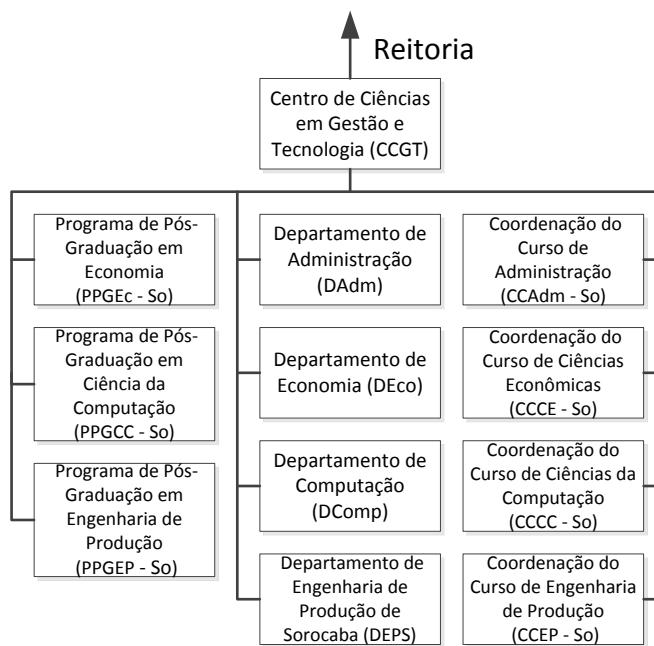 Reitoria
Centro de Ciências
em Gestão e
Tecnologia (CCGT)
Programa de Pós-
Graduação em
Economia
(PPGEc - So)
Programa de Pós-
Graduação em
Ciência da
Computação
(PPGCC - So)
Programa de Pós-
Graduação em
Engenharia de
Produção
(PPGEP - So)
Departamento de
Administração
(DAdm)
Departamento de
Economia (DEco)
Departamento de
Computação
(DComp)
Departamento de
Engenharia de
Produção de
Sorocaba (DEPS)
Coordenação do
Curso de
Administração
(CCAdm - So)
Coordenação do
Curso de Ciências
Econômicas
(CCCE - So)
Coordenação do
Curso de Ciências da
Computação
(CCCC - So)
Coordenação do
Curso de Engenharia
de Produção
(CCEP - So)